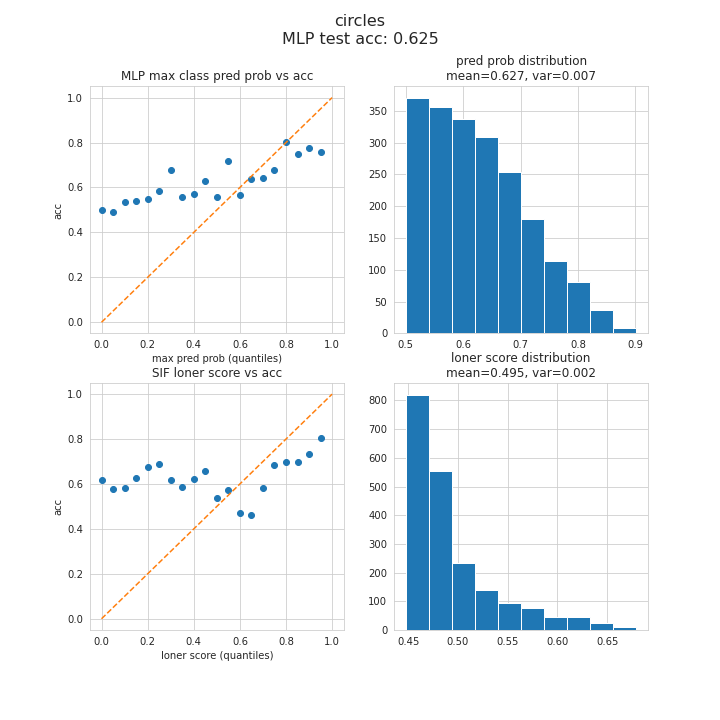 circles
MLP test acc: 0.625
MLP max class pred prob vs acc
1.0
0.8
0.6
0.4
0.2
0.0
acc
0.0 0.2 0.4 0.6 0.8 1.0
max pred prob (quantiles)
pred prob distribution
mean=0.627, var=0.007
350
300
250
200
150
100
50
0
0.5 0.6 0.7 0.8 0.9
SIF loner score vs acc
1.0
0.8
0.6
0.4
0.2
0.0
acc
0.0 0.2 0.4 0.6 0.8 1.0
loner score (quantiles)
loner score distribution
mean=0.495, var=0.002
800
700
600
500
400
300
200
100
0
0.45 0.50 0.55 0.60 0.65